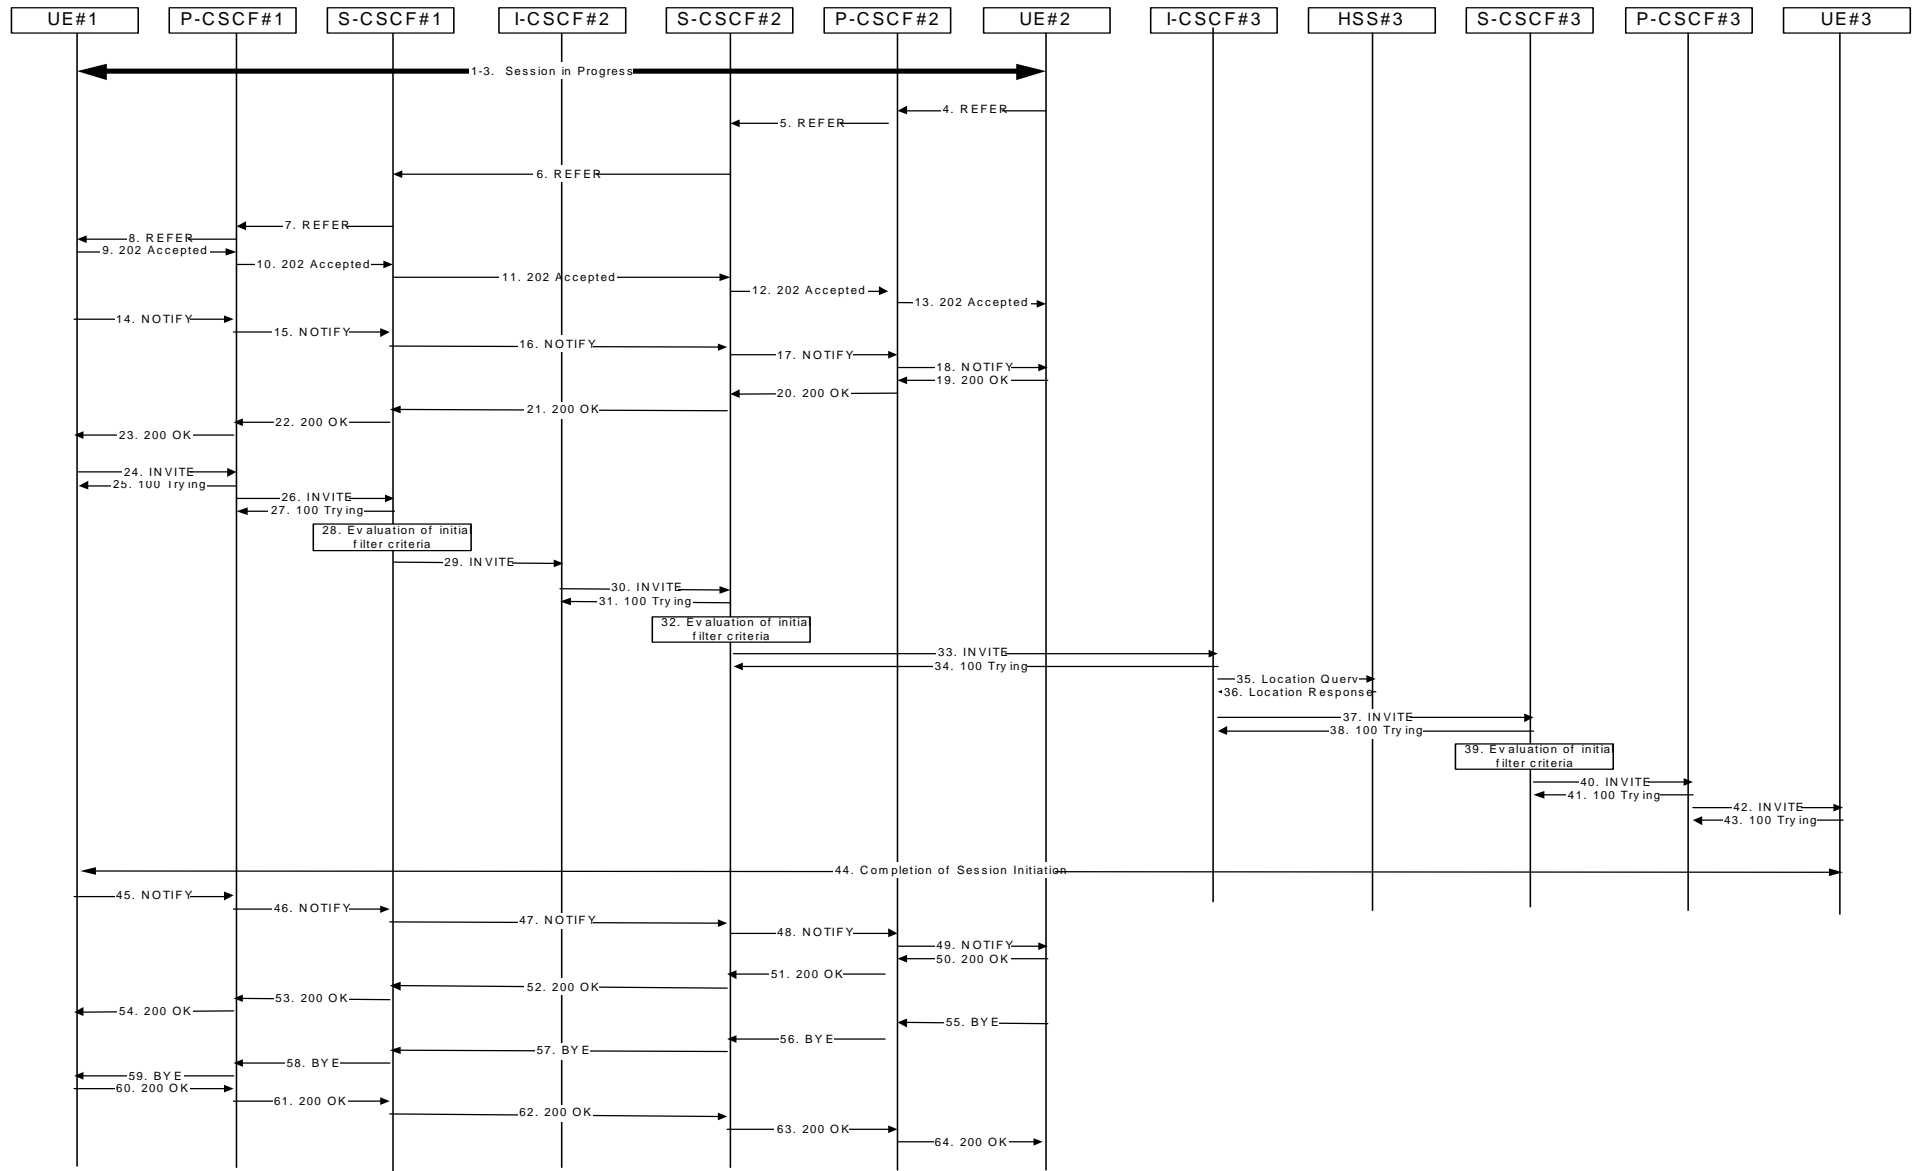 UE#1
P-CSCF#1
S-CSCF#1
I-CSCF#2
S-CSCF#2
P-CSCF#2
UE#2
I-CSCF#3
HSS#3
S-CSCF#3
P-CSCF#3
UE#3
1-3. Session in Progress
4. REFER
5. REFER
6. REFER
7. REFER
8. REFER
9. 202 Accepted
10. 202 Accepted
11. 202 Accepted
12. 202 Accepted
13. 202 Accepted
14. NOTIFY
15. NOTIFY
16. NOTIFY
17. NOTIFY
18. NOTIFY
19. 200 OK
20. 200 OK
21. 200 OK
22. 200 OK
23. 200 OK
24. INVITE
25. 100 Trying
26. INVITE
27. 100 Trying
28. Evaluation of initial
filter criteria
29. INVITE
30. INVITE
31. 100 Trying
32. Evaluation of initial
filter criteria
33. INVITE
34. 100 Trying
35. Location Query
36. Location Response
37. INVITE
38. 100 Trying
39. Evaluation of initial
filter criteria
40. INVITE
41. 100 Trying
42. INVITE
43. 100 Trying
44. Completion of Session Initiation
45. NOTIFY
46. NOTIFY
47. NOTIFY
48. NOTIFY
49. NOTIFY
50. 200 OK
51. 200 OK
52. 200 OK
53. 200 OK
54. 200 OK
55. BYE
56. BYE
57. BYE
58. BYE
59. BYE
60. 200 OK
61. 200 OK
62. 200 OK
63. 200 OK
64. 200 OK